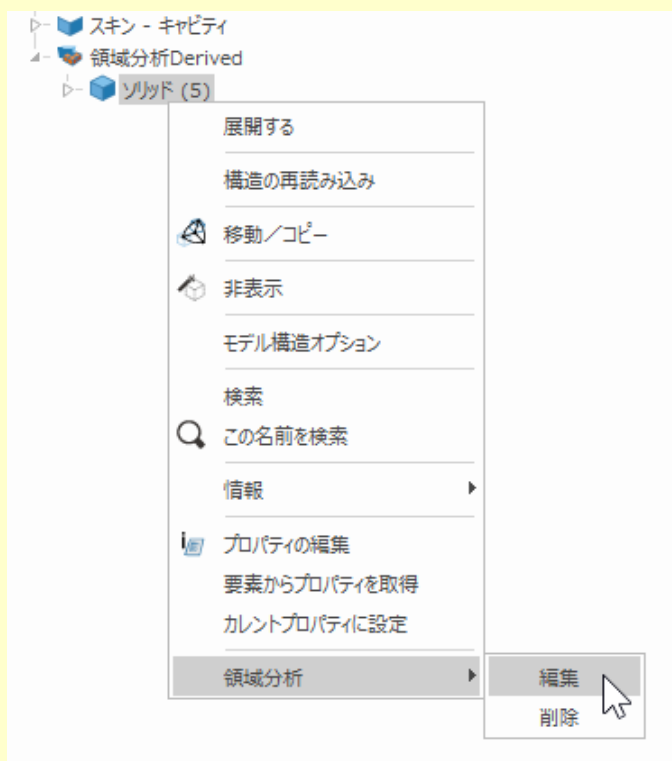 スキン - キャビティ
領域分析Derived
ソリッド (5)
展開する
構造の再読み込み
移動／コピー
非表示
モデル構造オプション
検索
この名前を検索
情報
プロパティの編集
要素からプロパティを取得
カレントプロパティに設定
領域分析
編集
削除